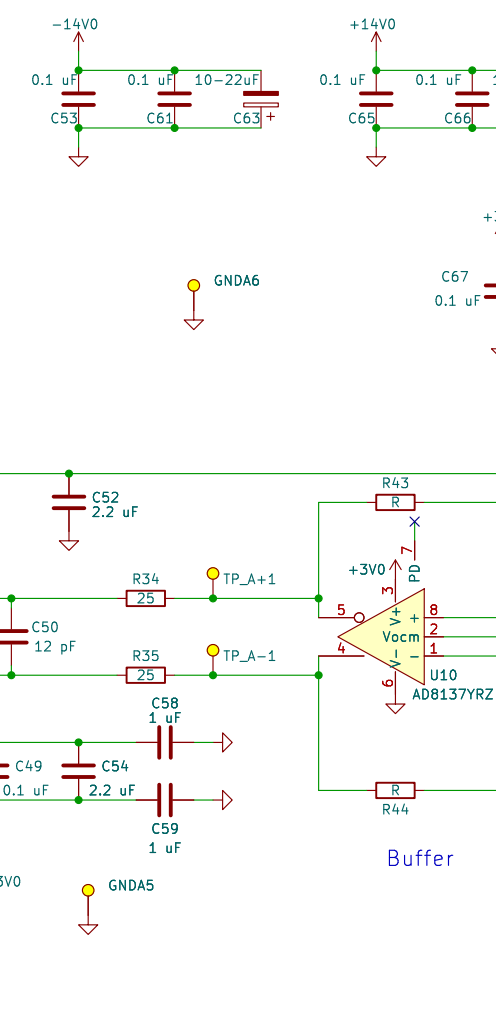 -14V0
+14V0
0.1 uF
0.1 uF
10-22uF
0.1 uF
0.1 uF
C53
C61
C63
+
C65
C66
GNDA6
C67
0.1 uF
R43
R
C52
2.2 uF
7
PD
+3V0
R34
25
TP_A+1
3
V+
5
+
8
C50
12 pF
Vocm
2
R35
25
TP_A-1
4
-
1
V-
6
U10
AD8137YRZ
C58
1 uF
C49
0.1 uF
C54
2.2 uF
R
R44
C59
1 uF
Buffer
3V0
GNDA5